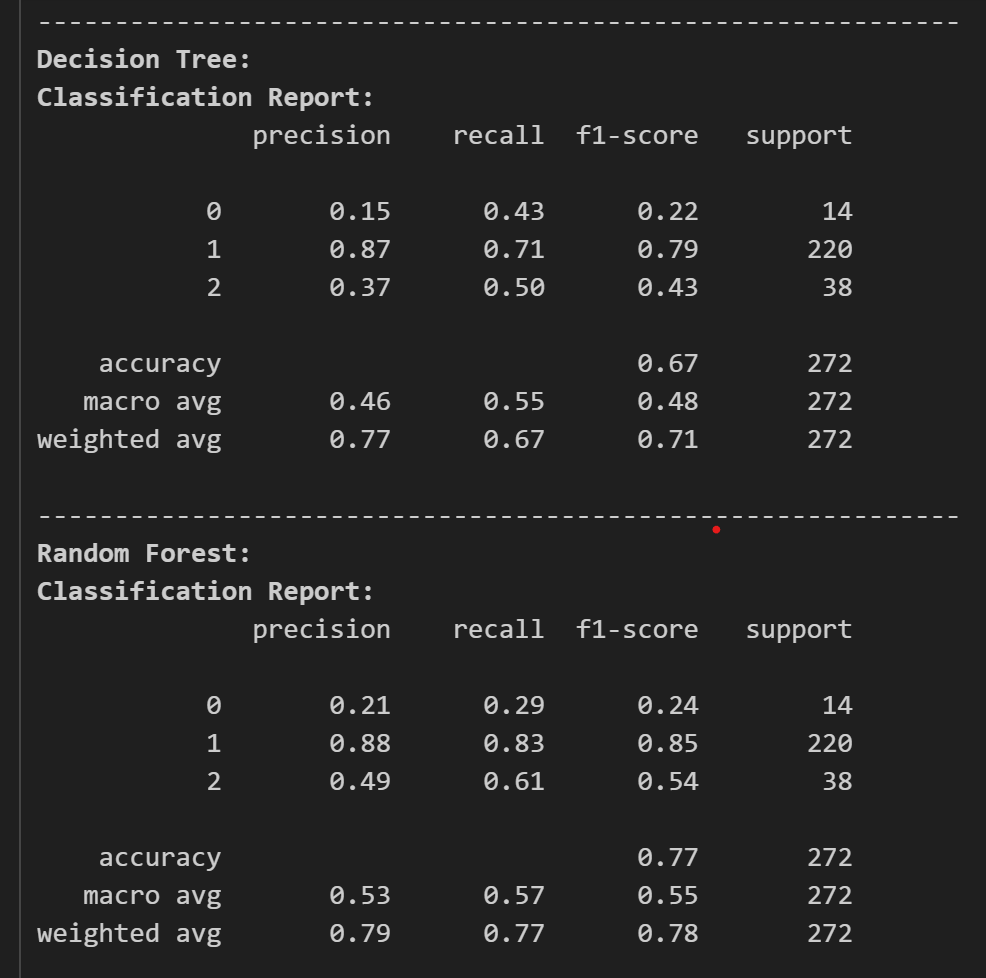 ------------------------------------------------------------
Decision Tree:
Classification Report:
              precision    recall  f1-score   support

           0       0.15      0.43      0.22        14
           1       0.87      0.71      0.79       220
           2       0.37      0.50      0.43        38

    accuracy                           0.67       272
   macro avg       0.46      0.55      0.48       272
weighted avg       0.77      0.67      0.71       272

------------------------------------------------------------
Random Forest:
Classification Report:
              precision    recall  f1-score   support

           0       0.21      0.29      0.24        14
           1       0.88      0.83      0.85       220
           2       0.49      0.61      0.54        38

    accuracy                           0.77       272
   macro avg       0.53      0.57      0.55       272
weighted avg       0.79      0.77      0.78       272